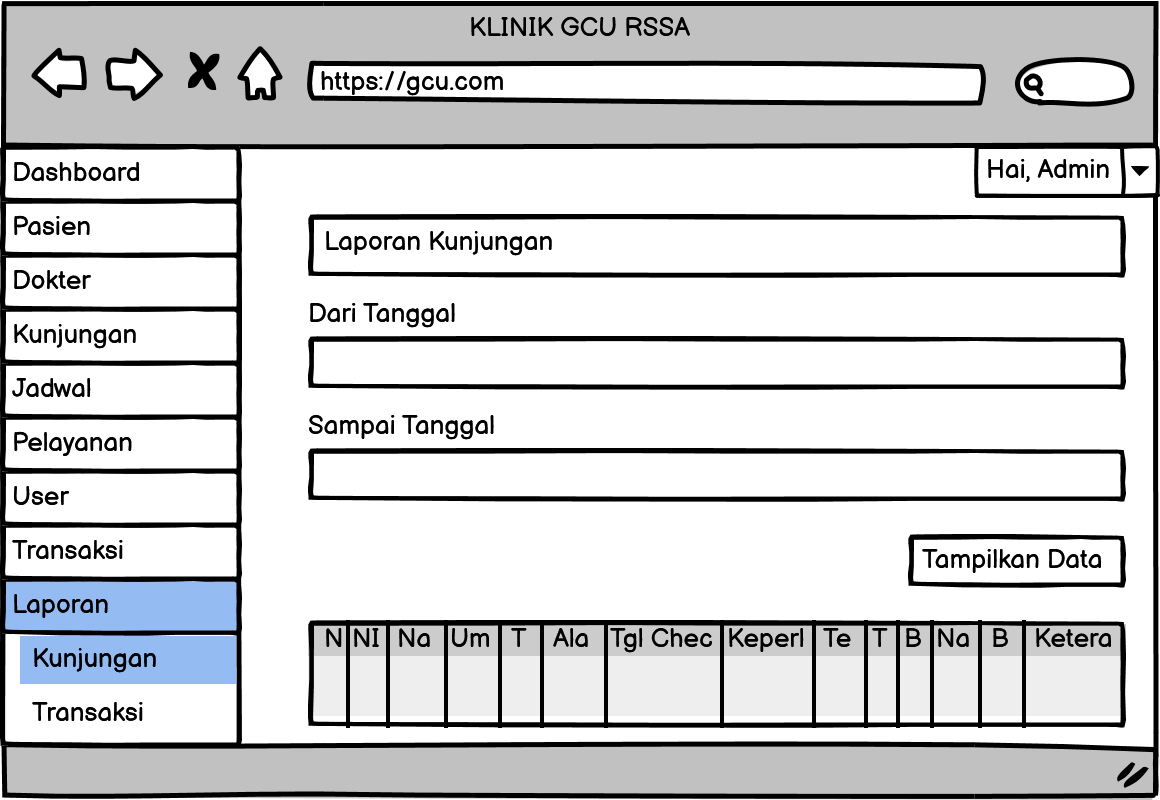 KLINIK GCU RSSA
https://gcu.com
Hai, Admin
Dashboard
Pasien
Dokter
Kunjungan
Jadwal
Pelayanan
User
Transaksi
Laporan
Kunjungan
Transaksi
Laporan Kunjungan
Dari Tanggal
Sampai Tanggal
Tampilkan Data
N NI Na Um T Ala Tgl Chec Keperl Te T B Na B Ketera